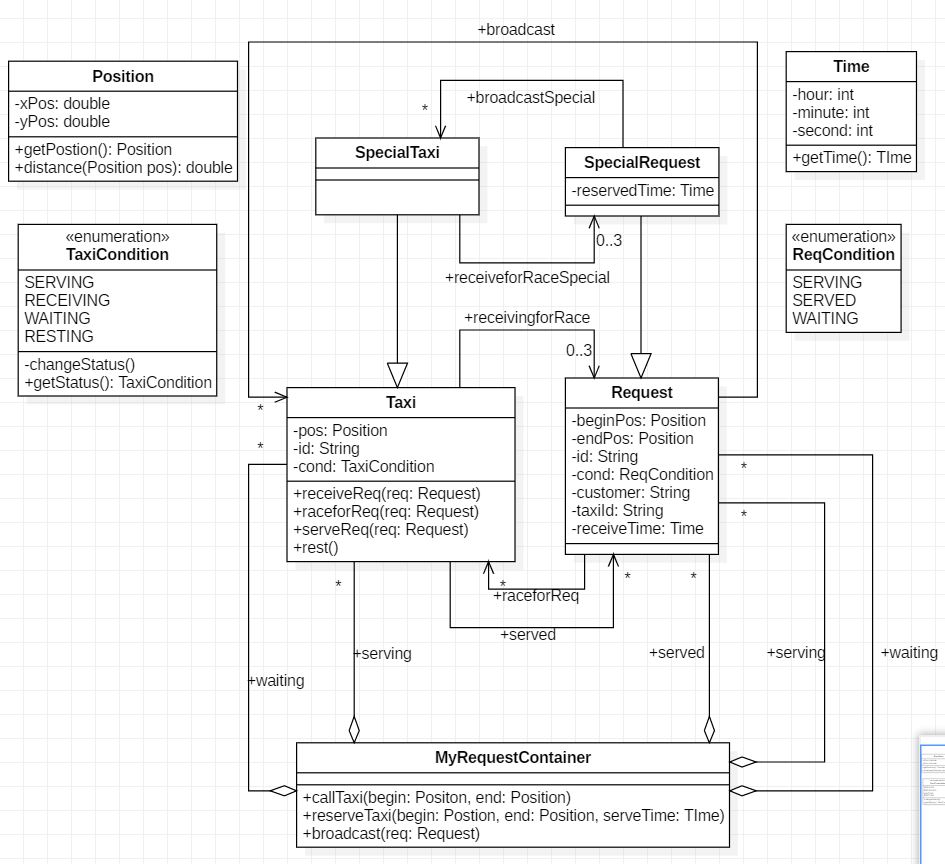 +broadcast
Position
-xPos: double
-yPos: double
+getPostion(): Position
+distance(Position pos): double
*
+broadcastSpecial
SpecialTaxi
SpecialRequest
-reservedTime: Time
Time
-hour: int
-minute: int
-second: int
+getTime(): TIme
«enumeration»
TaxiCondition
SERVING
RECEIVING
WAITING
RESTING
-changeStatus()
+getStatus(): TaxiCondition
0..3
+receiveforRaceSpecial
«enumeration»
ReqCondition
SERVING
SERVED
WAITING
+receivingforRace
0..3
*
*
Taxi
-pos: Position
-id: String
-cond: TaxiCondition
+receiveReq(req: Request)
+raceforReq(req: Request)
+serveReq(req: Request)
+rest()
Request
-beginPos: Position
-endPos: Position
-id: String
-cond: ReqCondition
-customer: String
-taxiId: String
-receiveTime: Time
*
*
*
*
+raceforReq
*
*
+served
+serving
+served
+serving
+waiting
+waiting
MyRequestContainer
+callTaxi(begin: Positon, end: Position)
+reserveTaxi(begin: Postion, end: Position, serveTime: TIme)
+broadcast(req: Request)